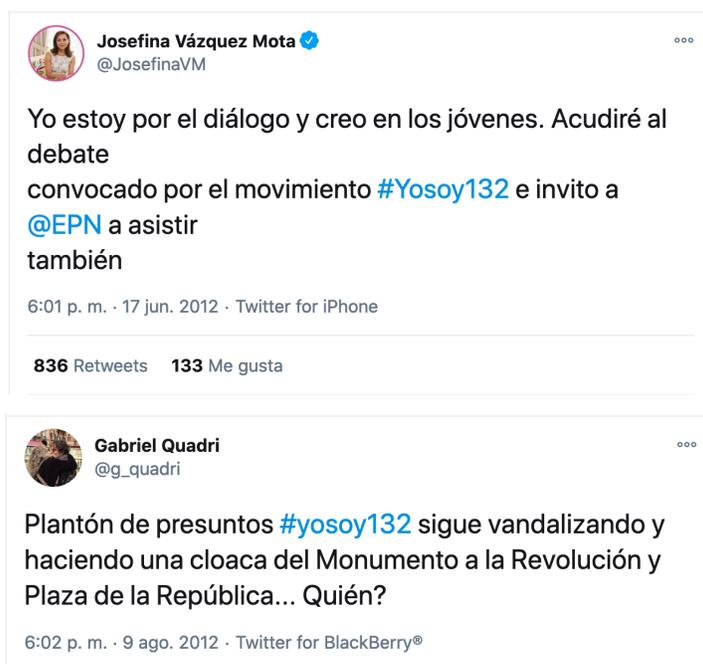 Josefina Vázquez Mota
@JosefinaVM
Yo estoy por el diálogo y creo en los jóvenes. Acudiré al
debate
convocado por el movimiento #Yosoy132 e invito a
@EPN a asistir
también
6:01 p. m. · 17 jun. 2012 · Twitter for iPhone
836 Retweets 133 Me gusta
Gabriel Quadri
@g_quadri
Plantón de presuntos #yosoy132 sigue vandalizando y
haciendo una cloaca del Monumento a la Revolución y
Plaza de la República... Quién?
6:02 p. m. · 9 ago. 2012 · Twitter for BlackBerry®